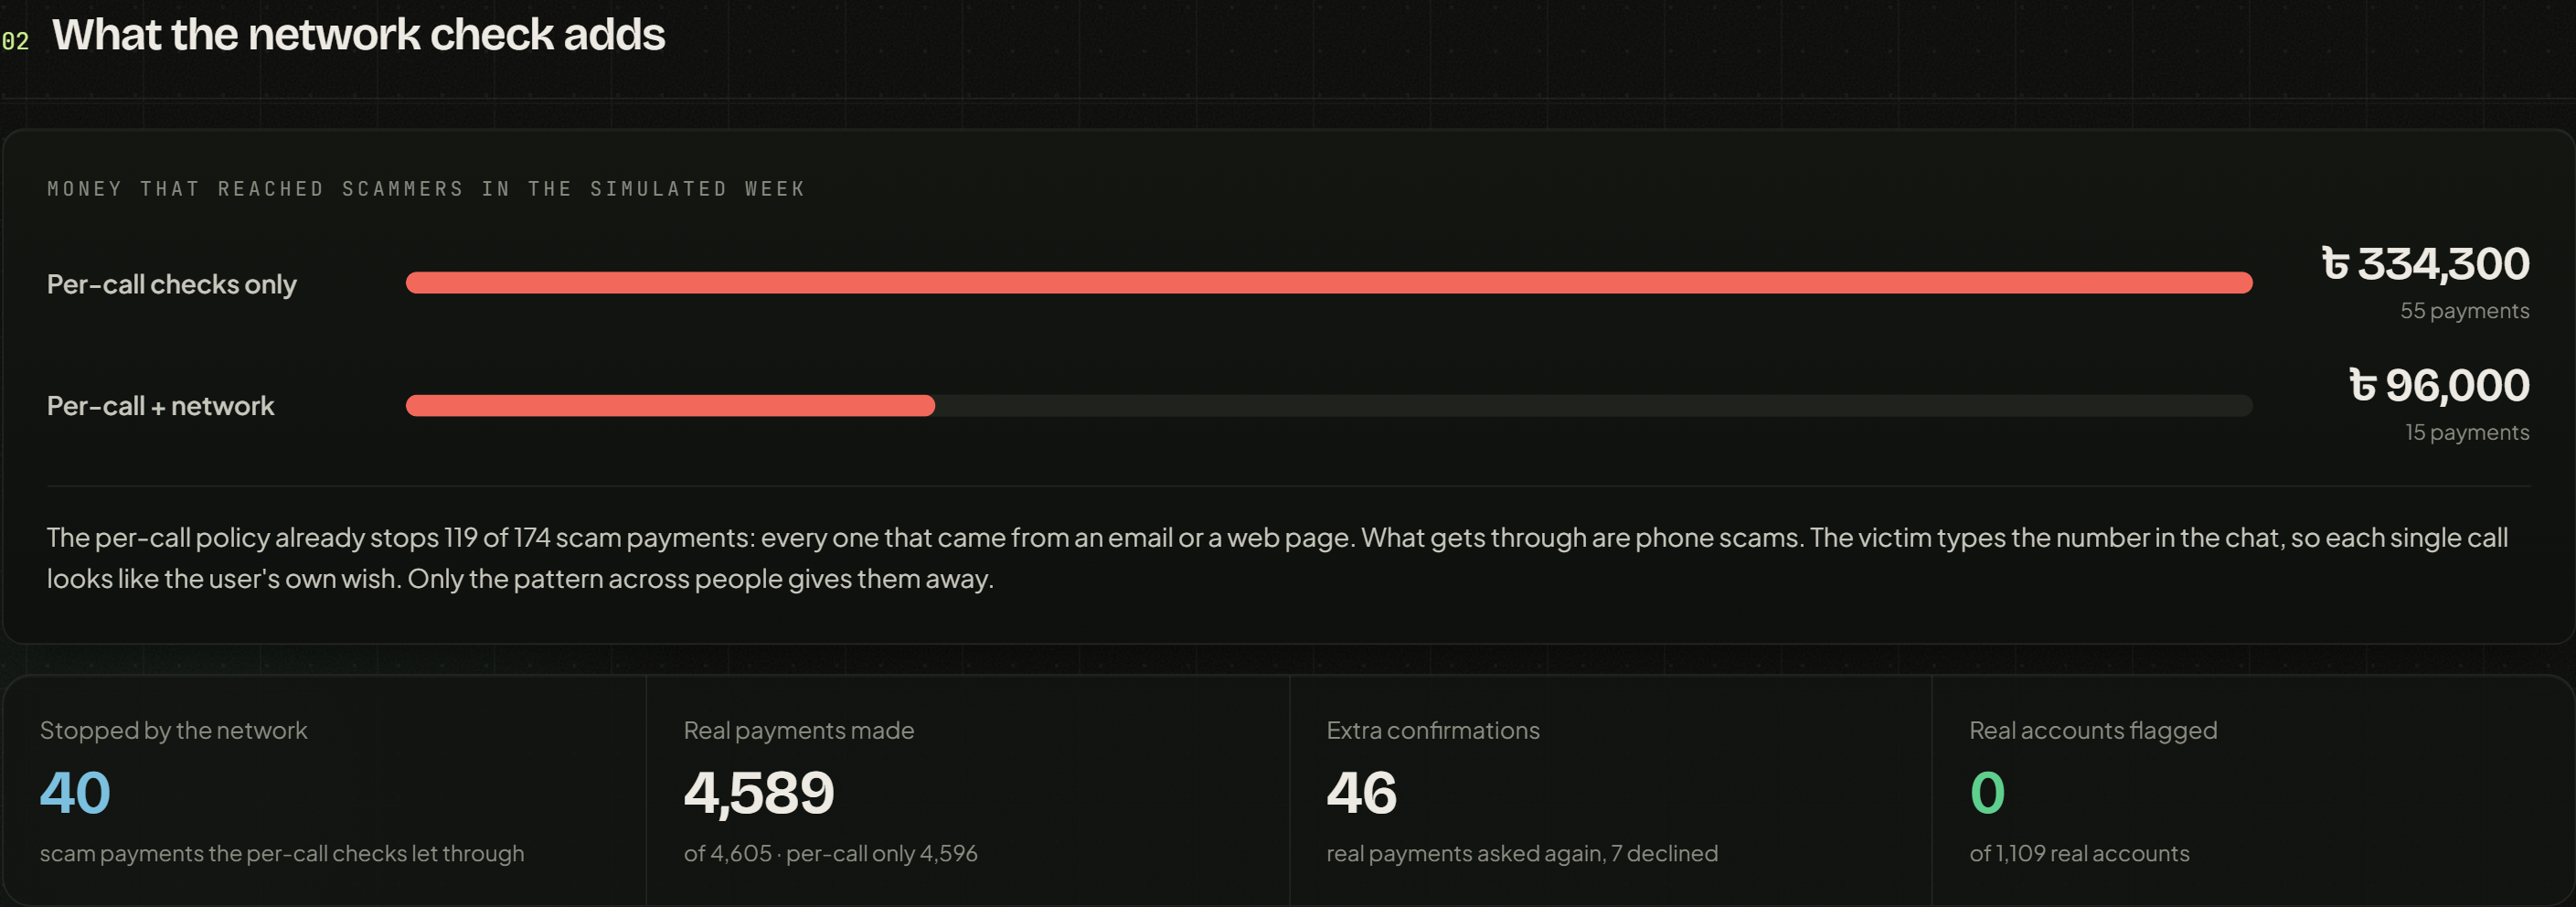 02 What the network check adds
MONEY THAT REACHED SCAMMERS IN THE SIMULATED WEEK
Per-call checks only
৳ 334,300
55 payments
Per-call + network
৳ 96,000
15 payments
The per-call policy already stops 119 of 174 scam payments: every one that came from an email or a web page. What gets through are phone scams. The victim types the number in the chat, so each single call
looks like the user's own wish. Only the pattern across people gives them away.
Stopped by the network
40
scam payments the per-call checks let through
Real payments made
4,589
of 4,605 · per-call only 4,596
Extra confirmations
46
real payments asked again, 7 declined
Real accounts flagged
0
of 1,109 real accounts